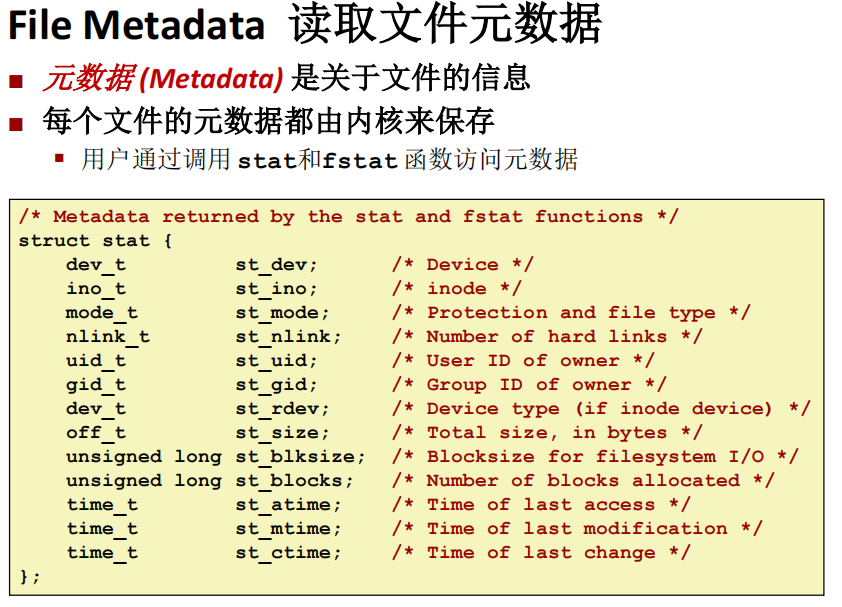 File Metadata 读取文件元数据
■ 元数据 (Metadata) 是关于文件的信息
■ 每个文件的元数据都由内核来保存
▪ 用户通过调用 stat和fstat 函数访问元数据
/* Metadata returned by the stat and fstat functions */
struct stat {
    dev_t         st_dev;      /* Device */
    ino_t         st_ino;      /* inode */
    mode_t        st_mode;     /* Protection and file type */
    nlink_t       st_nlink;    /* Number of hard links */
    uid_t         st_uid;      /* User ID of owner */
    gid_t         st_gid;      /* Group ID of owner */
    dev_t         st_rdev;     /* Device type (if inode device) */
    off_t         st_size;     /* Total size, in bytes */
    unsigned long st_blksize;  /* Blocksize for filesystem I/O */
    unsigned long st_blocks;   /* Number of blocks allocated */
    time_t        st_atime;    /* Time of last access */
    time_t        st_mtime;    /* Time of last modification */
    time_t        st_ctime;    /* Time of last change */
};